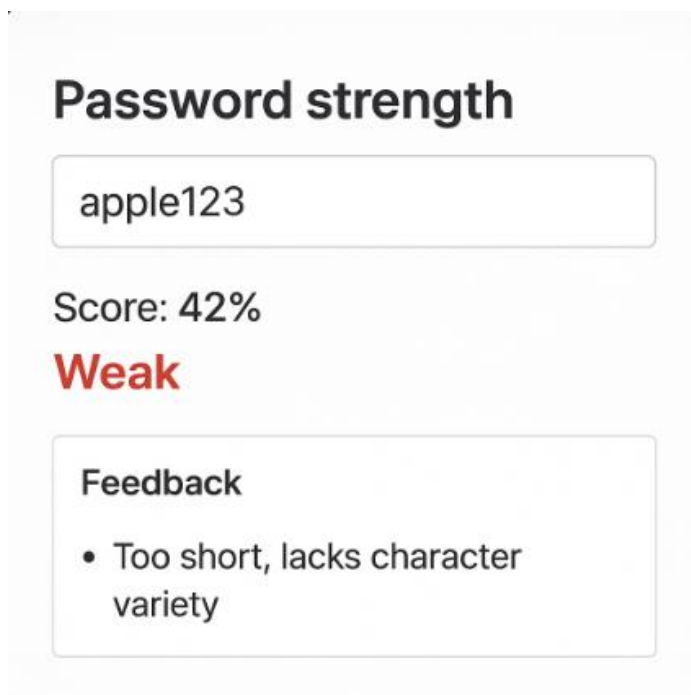 Password strength
apple123
Score: 42%
Weak
Feedback
• Too short, lacks character
variety